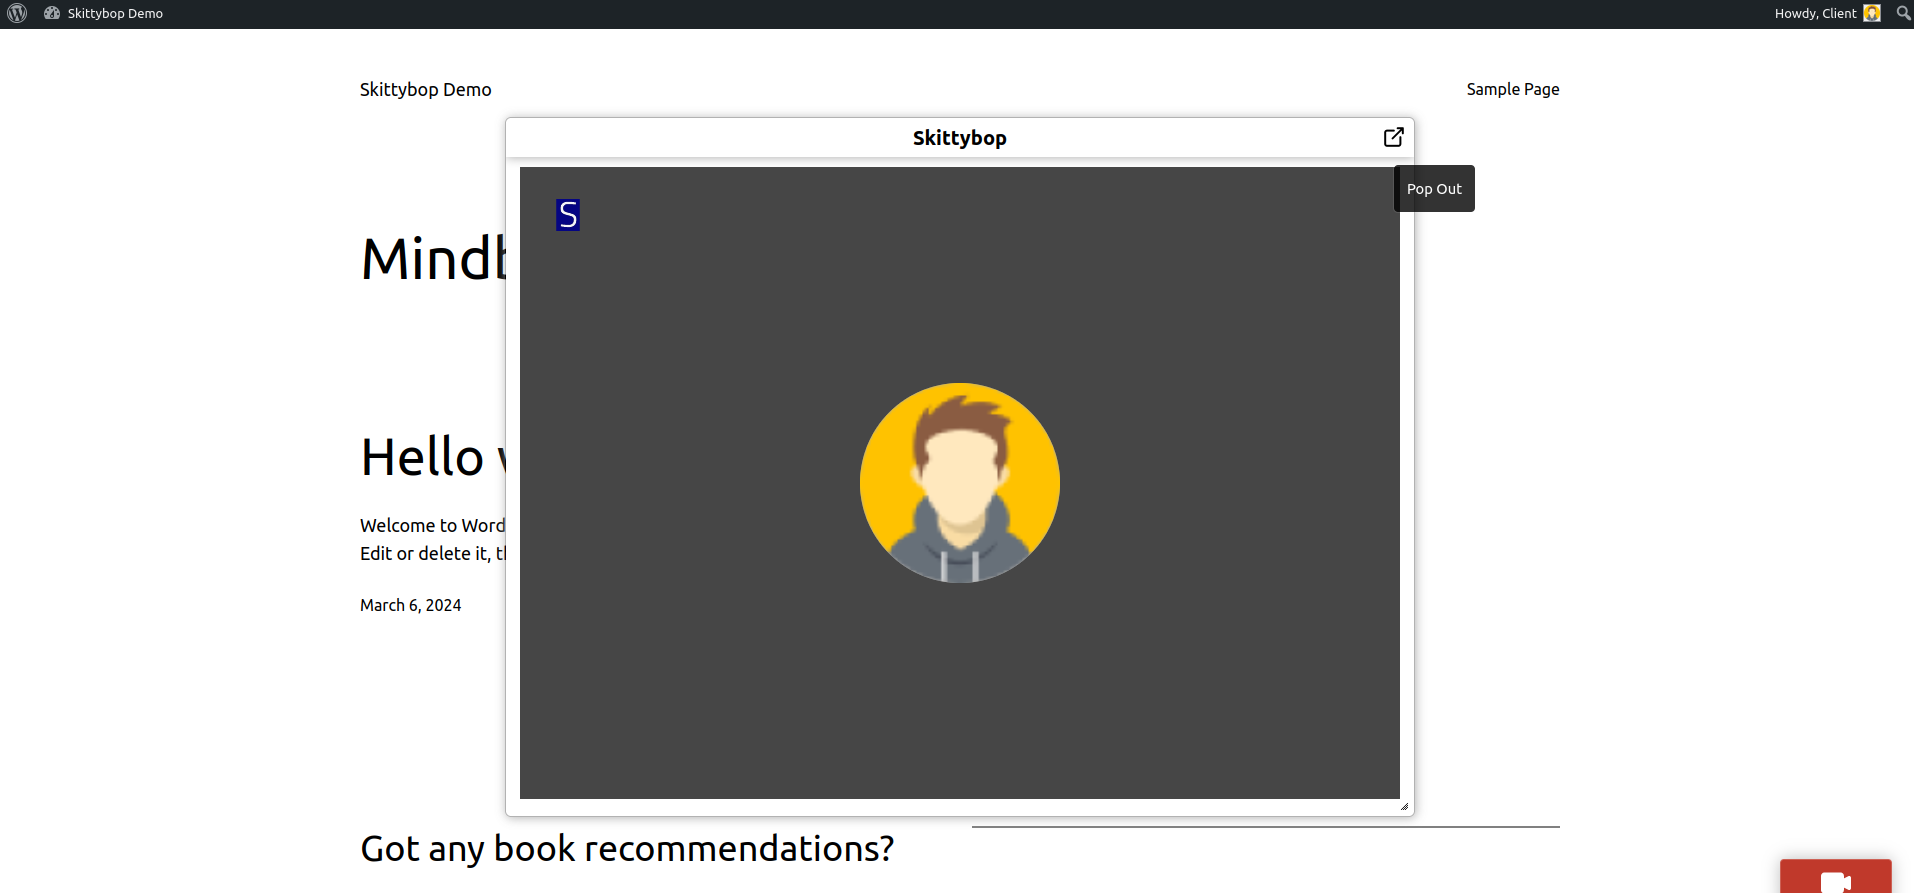 Skittybop Demo
Howdy, Client
Skittybop Demo
Sample Page
Skittybop
Pop Out
S
Mind
Hello
Welcome to Word
Edit or delete it,
March 6, 2024
Got any book recommendations?